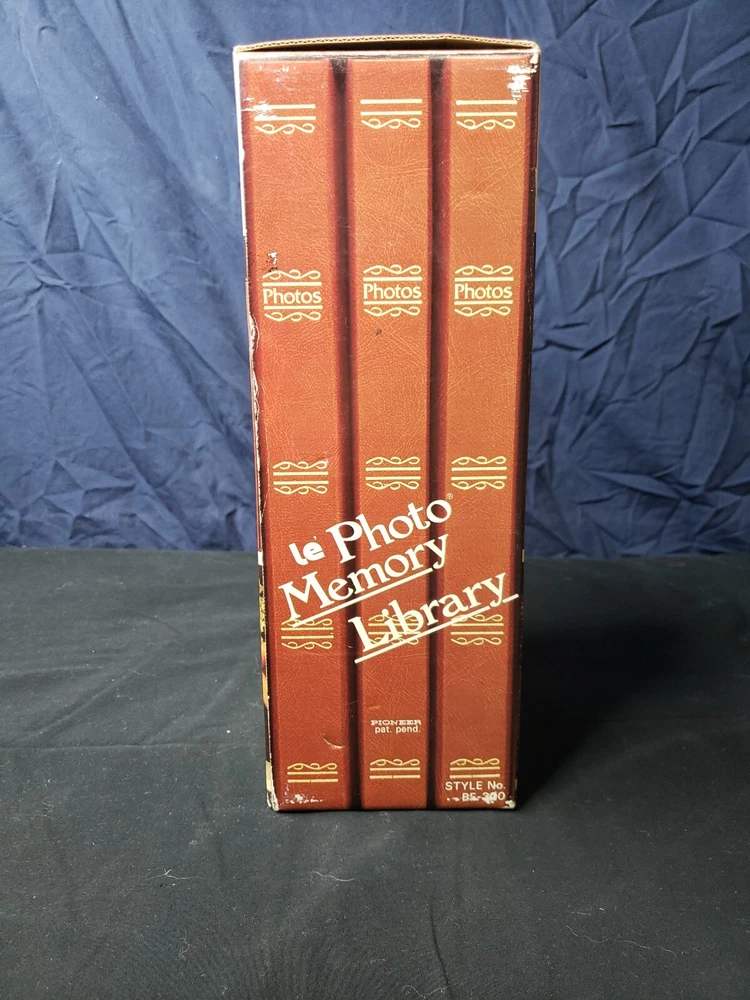 Photos Photos Photos
le Photo®
Memory
Library
PIONEER
pat. pend.
STYLE No.